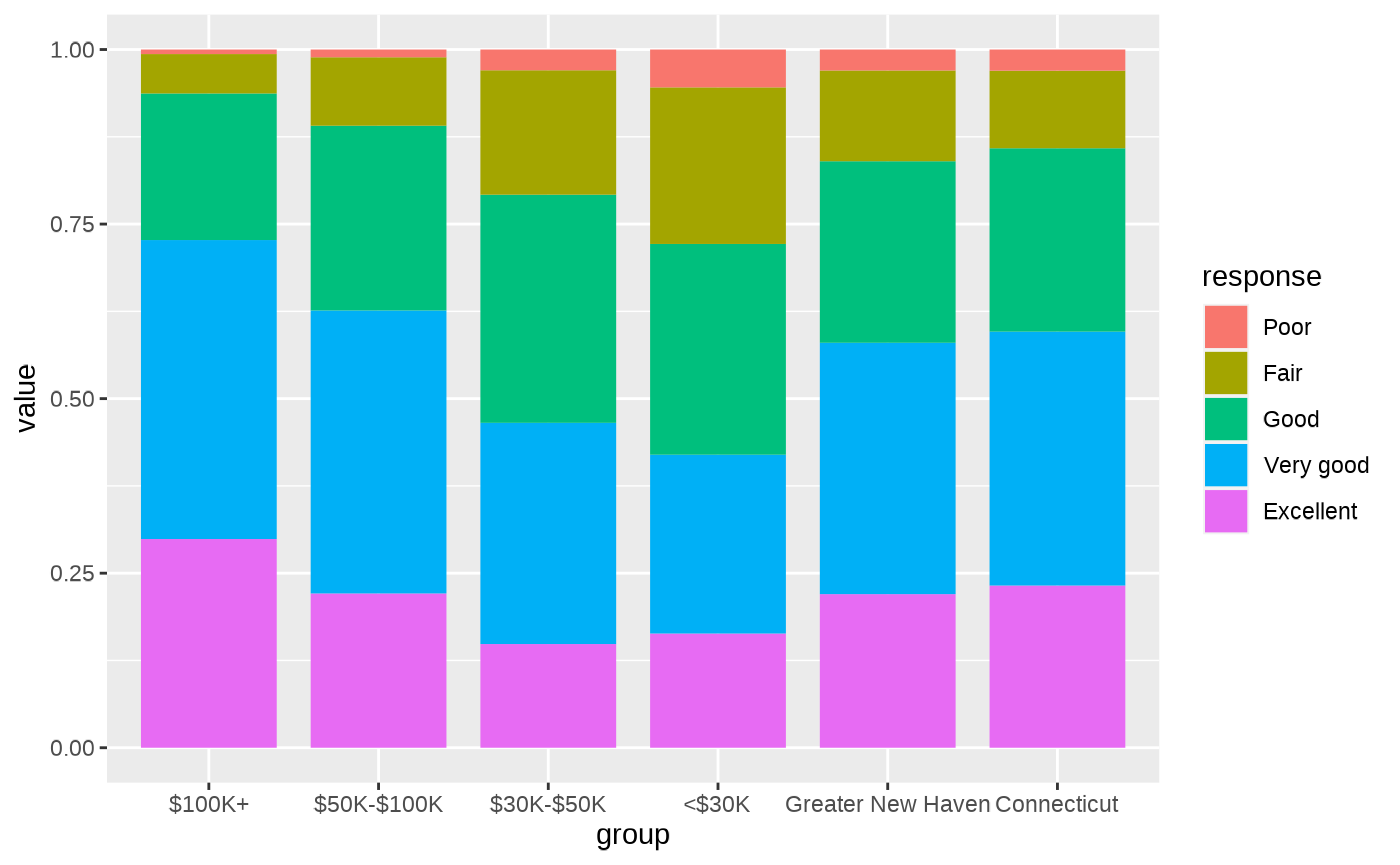 1.00
0.75
0.50
0.25
0.00
value
$100K+
$50K-$100K
$30K-$50K
<$30K
Greater New Haven
Connecticut
group
response
Poor
Fair
Good
Very good
Excellent